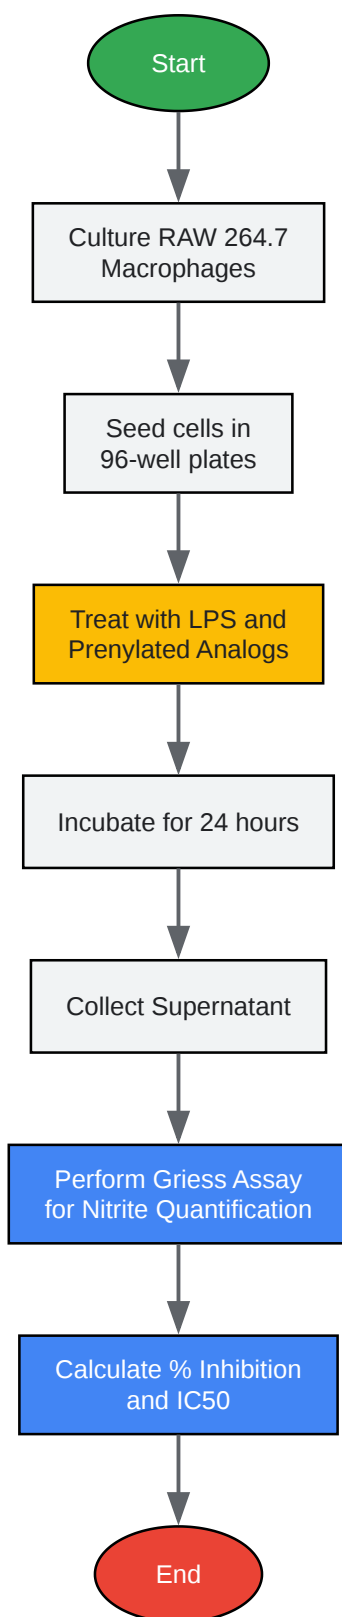 Start
Culture RAW 264.7
Macrophages
Seed cells in
96-well plates
Treat with LPS and
Prenylated Analogs
Incubate for 24 hours
Collect Supernatant
Perform Griess Assay
for Nitrite Quantification
Calculate % Inhibition
and IC50
End